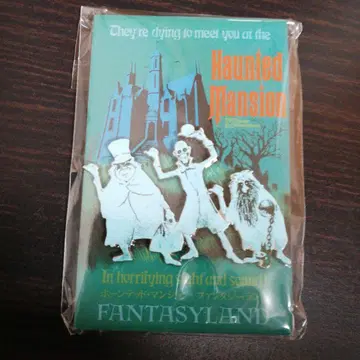 They're dying to meet you at the
Haunted
Mansion
In horrifying sight and sound!
ホーンテッドマンション ファンタジーランド
FANTASYLAND